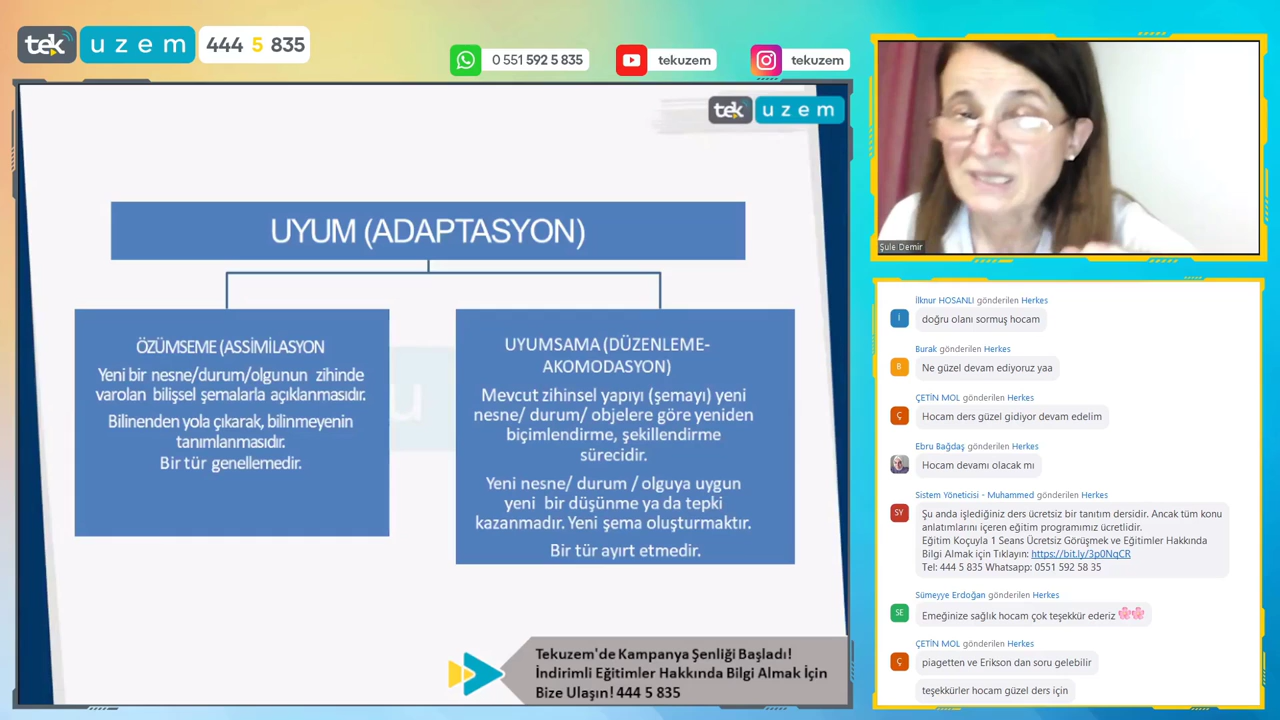 tek uzem 444 5 835
0 551 592 5 835
tekuzem
tekuzem
tek uzem
UYUM (ADAPTASYON)
ÖZÜMSEME (ASSİMİLASYON
Yeni bir nesne/durum/olgunun zihinde
varolan bilişsel şemalarla açıklanmasıdır.
Bilinenden yola çıkarak, bilinmeyenin
tanımlanmasıdır.
Bir tür genellemedir.
UYUMSAMA (DÜZENLEME-
AKOMODASYON)
Mevcut zihinsel yapıyı (şemayı) yeni
nesne/ durum/ objelere göre yeniden
biçimlendirme, şekillendirme
sürecidir.
Yeni nesne/ durum / olguya uygun
yeni bir düşünme ya da tepki
kazanmadır. Yeni şema oluşturmaktır.
Bir tür ayırt etmedir.
Tekuzem'de Kampanya Şenliği Başladı!
İndirimli Eğitimler Hakkında Bilgi Almak İçin
Bize Ulaşın! 444 5 835
Şule Demir
İlknur HOSANLI gönderilen Herkes
İ
doğru olanı sormuş hocam
Burak gönderilen Herkes
B
Ne güzel devam ediyoruz yaa
ÇETİN MOL gönderilen Herkes
Ç
Hocam ders güzel gidiyor devam edelim
Ebru Bağdaş gönderilen Herkes
Hocam devamı olacak mı
Sistem Yöneticisi - Muhammed gönderilen Herkes
SY
Şu anda işlediğiniz ders ücretsiz bir tanıtım dersidir. Ancak tüm konu
anlatımlarını içeren eğitim programımız ücretlidir.
Eğitim Koçuyla 1 Seans Ücretsiz Görüşmek ve Eğitimler Hakkında
Bilgi Almak için Tıklayın: https://bit.ly/3p0NqCR
Tel: 444 5 835 Whatsapp: 0551 592 58 35
Sümeyye Erdoğan gönderilen Herkes
SE
Emeğinize sağlık hocam çok teşekkür ederiz
ÇETİN MOL gönderilen Herkes
Ç
piagetten ve Erikson dan soru gelebilir
teşekkürler hocam güzel ders için